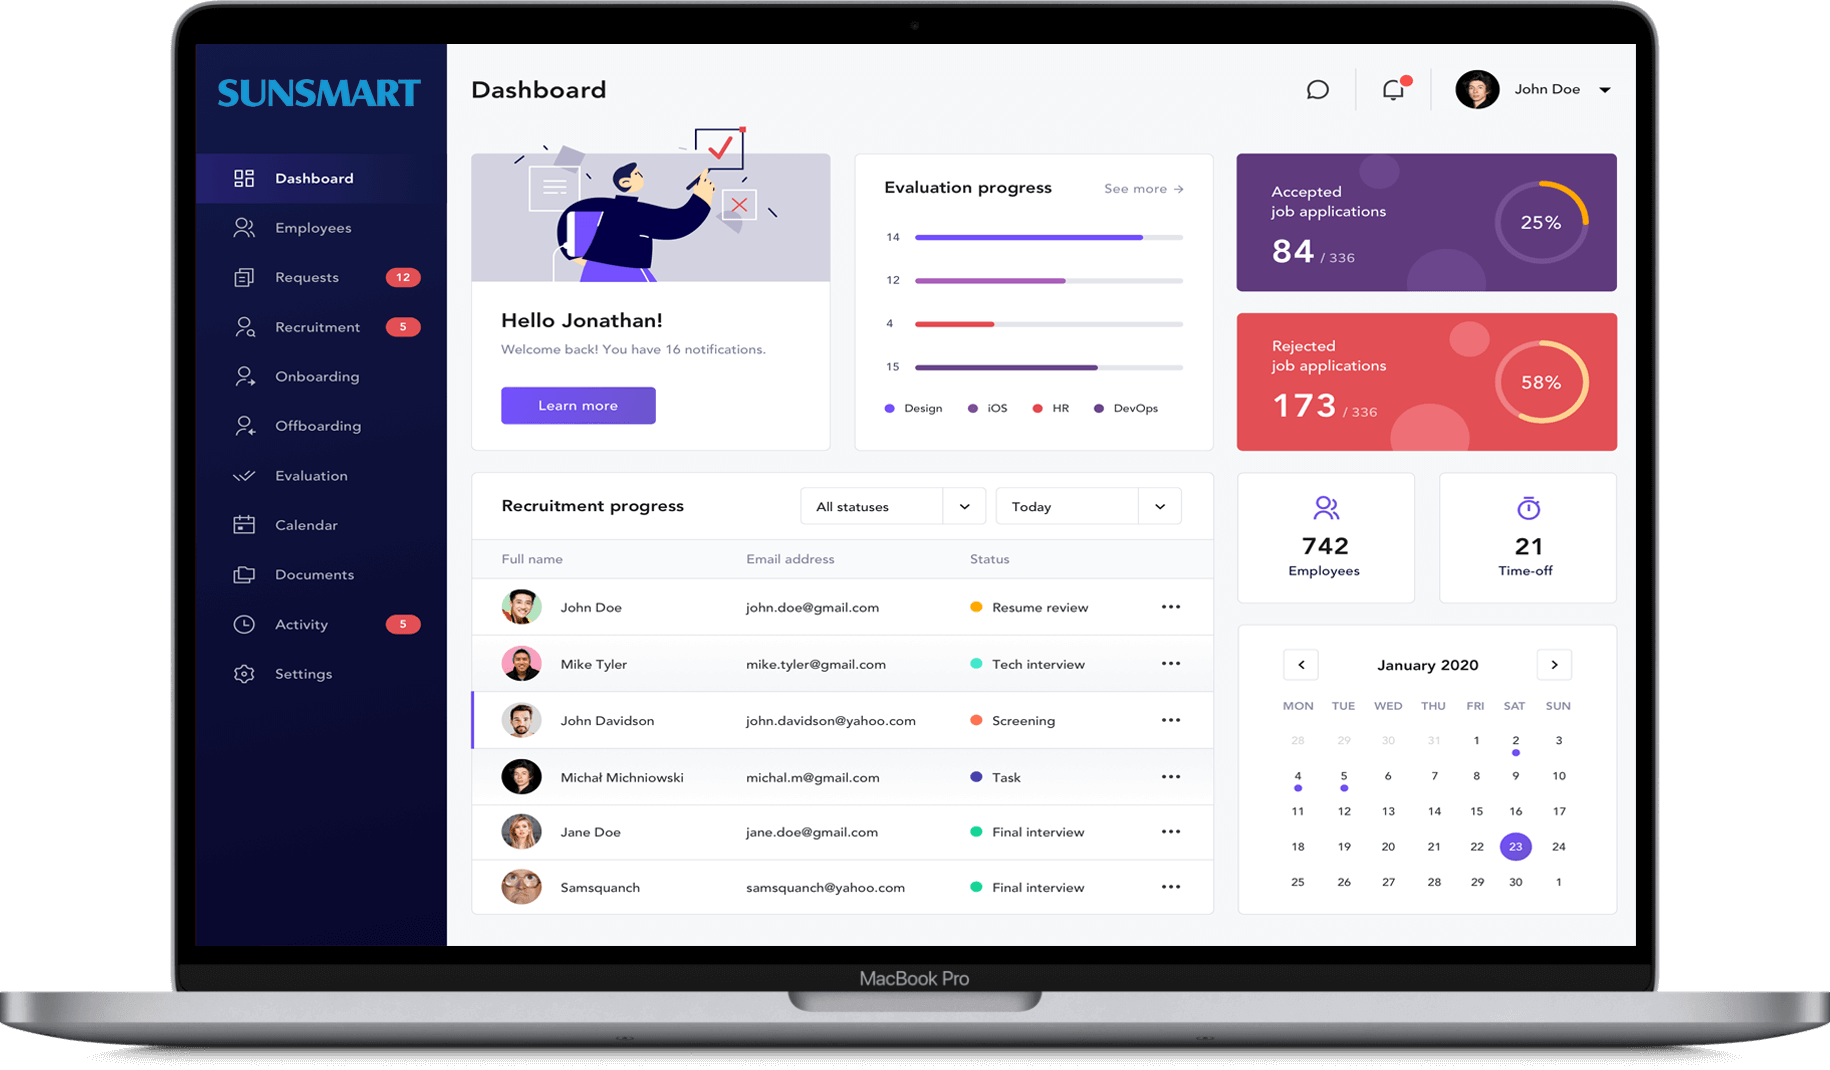 SUNSMART
Dashboard
Employees
Requests 12
Recruitment 5
Onboarding
Offboarding
Evaluation
Calendar
Documents
Activity 5
Settings
Dashboard
John Doe
Hello Jonathan!
Welcome back! You have 16 notifications.
Learn more
Evaluation progress
See more →
14
12
4
15
Design iOS HR DevOps
Accepted
job applications
84 / 336
25%
Rejected
job applications
173 / 336
58%
Recruitment progress
All statuses
Today
Full name Email address Status
John Doe john.doe@gmail.com Resume review
Mike Tyler mike.tyler@gmail.com Tech interview
John Davidson john.davidson@yahoo.com Screening
Michał Michniowski michal.m@gmail.com Task
Jane Doe jane.doe@gmail.com Final interview
Samsquanch samsquanch@yahoo.com Final interview
742
Employees
21
Time-off
January 2020
MON TUE WED THU FRI SAT SUN
28 29 30 31 1 2 3
4 5 6 7 8 9 10
11 12 13 14 15 16 17
18 19 20 21 22 23 24
25 26 27 28 29 30 1
MacBook Pro